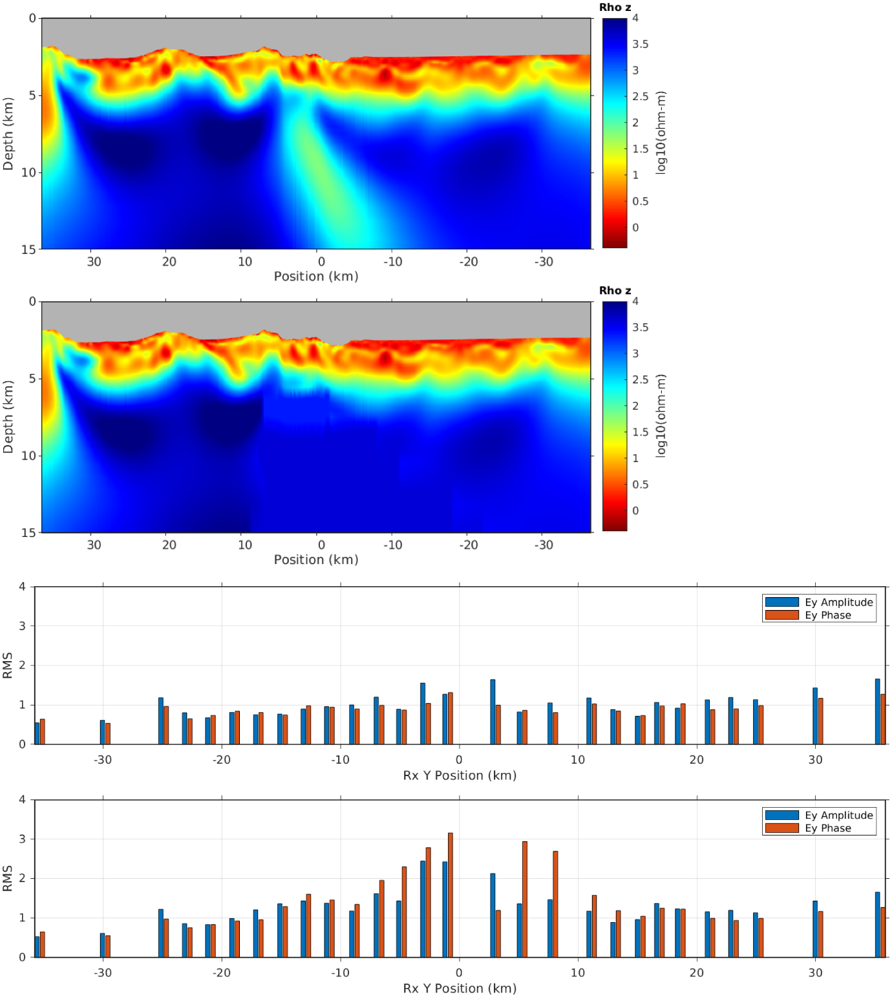 Rho z
0
5
10
15
Depth (km)
30 20 10 0 -10 -20 -30
Position (km)
4
3.5
3
2.5
2
1.5
1
0.5
0
log10(ohm-m)
Rho z
0
5
10
15
Depth (km)
30 20 10 0 -10 -20 -30
Position (km)
4
3.5
3
2.5
2
1.5
1
0.5
0
log10(ohm-m)
4
3
2
1
0
RMS
Ey Amplitude
Ey Phase
-30 -20 -10 0 10 20 30
Rx Y Position (km)
4
3
2
1
0
RMS
Ey Amplitude
Ey Phase
-30 -20 -10 0 10 20 30
Rx Y Position (km)